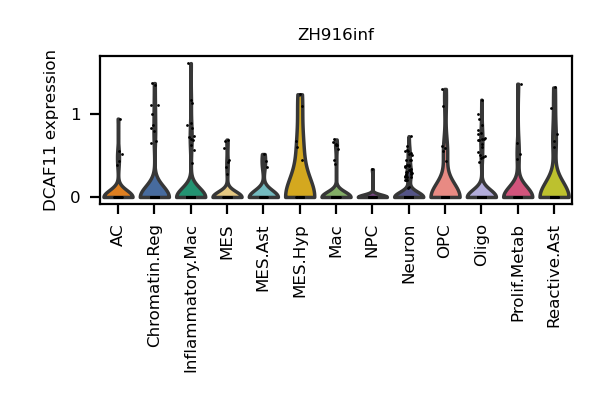 ZH916inf
DCAF11 expression
1
0
AC
Chromatin.Reg
Inflammatory.Mac
MES
MES.Ast
MES.Hyp
Mac
NPC
Neuron
OPC
Oligo
Prolif.Metab
Reactive.Ast